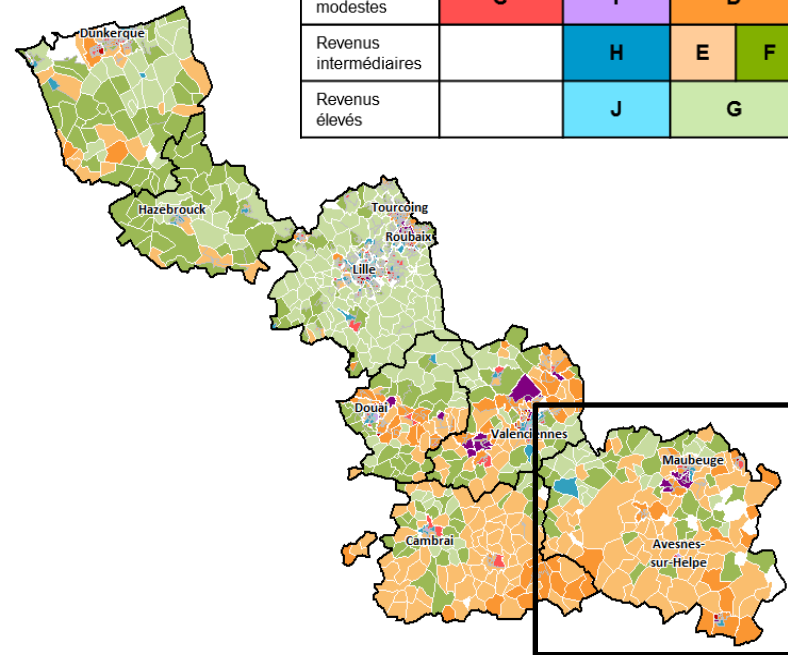 modestes
Revenus
intermédiaires
H
E
F
Revenus
élevés
J
G
Dunkerque
Hazebrouck
Tourcoing
Roubaix
Lille
Douai
Valenciennes
Maubeuge
Cambrai
Avesnes-
sur-Helpe